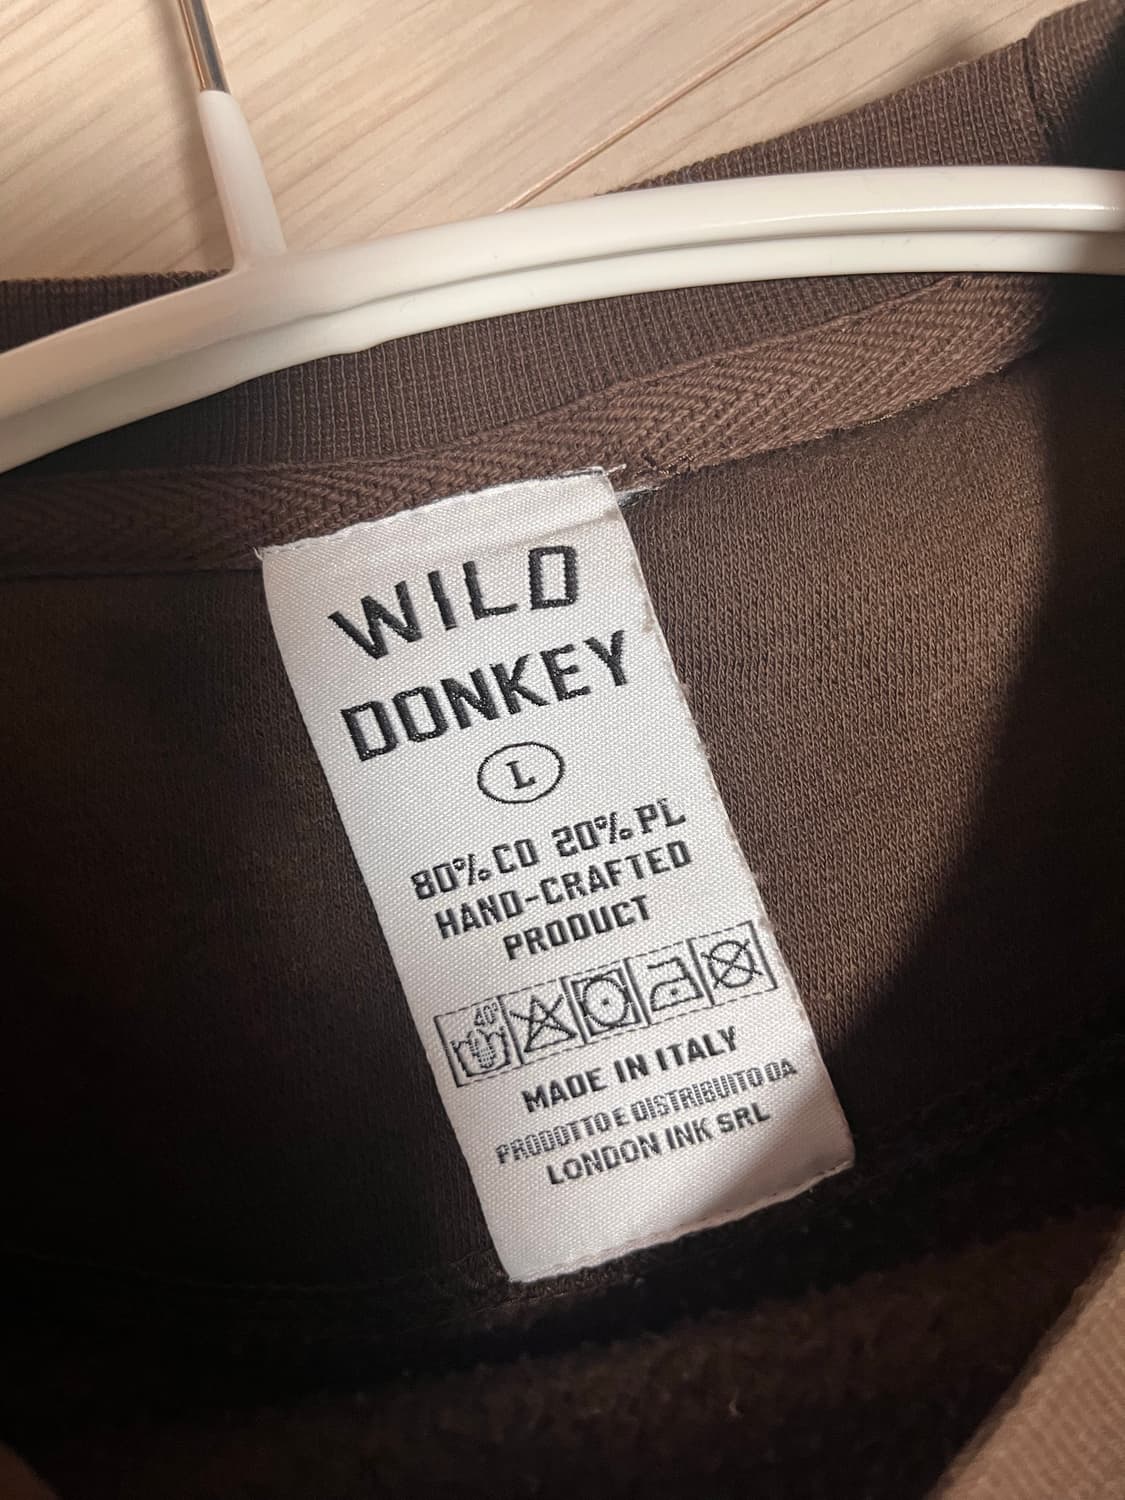 WILD
DONKEY
L
80% CO 20% PL
HAND-CRAFTED
PRODUCT
40°
MADE IN ITALY
PRODOTTO E DISTRIBUITO DA
LONDON INK SRL